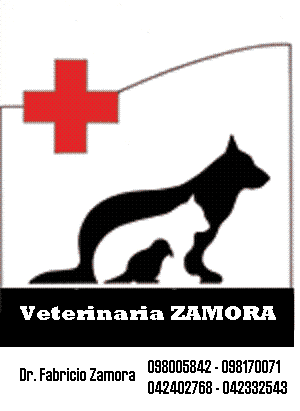 Veterinaria ZAMORA
Dr. Fabricio Zamora
098005842 - 098170071
042402768 - 042332543